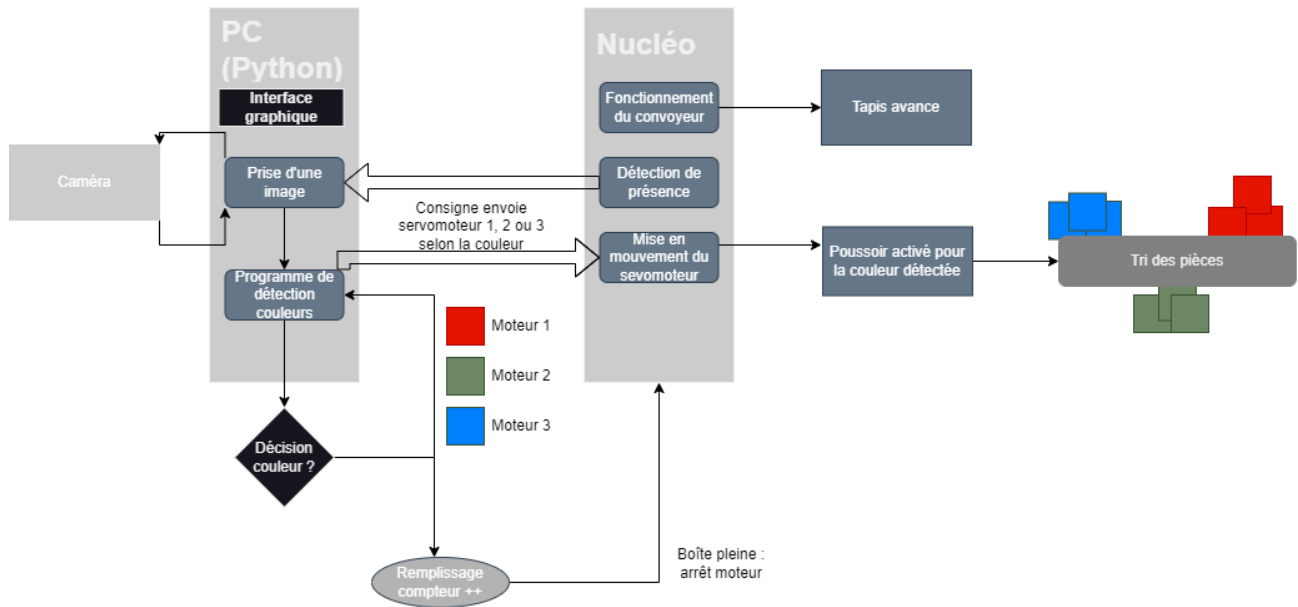 PC
(Python)
Nucléo
Interface
graphique
Fonctionnement
du convoyeur
Tapis avance
Caméra
Prise d'une
image
Détection de
présence
Consigne envoie
servomoteur 1, 2 ou 3
selon la couleur
Mise en
mouvement du
sevomoteur
Poussoir activé pour
la couleur détectée
Tri des pièces
Programme de
détection
couleurs
Moteur 1
Moteur 2
Moteur 3
Décision
couleur ?
Boîte pleine :
arrêt moteur
Remplissage
compteur ++